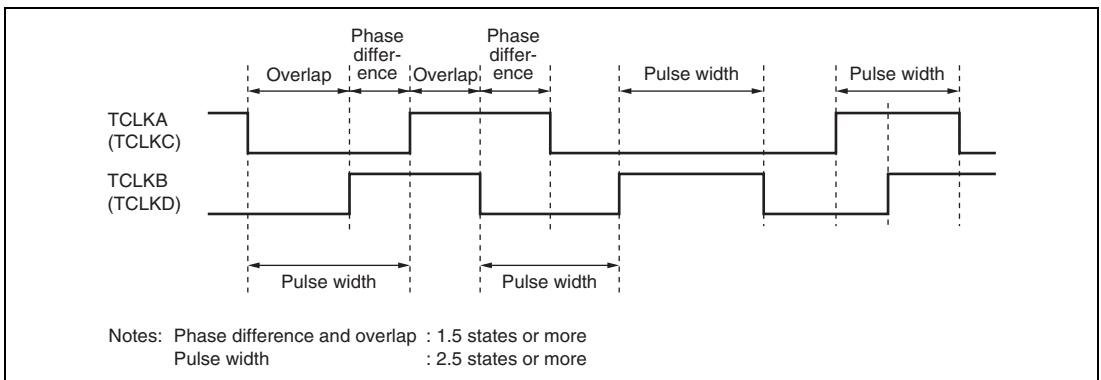 Phase
differ-
ence
Phase
differ-
ence
Overlap
Overlap
Pulse width
Pulse width
TCLKA
(TCLKC)
TCLKB
(TCLKD)
Pulse width
Pulse width
Notes: Phase difference and overlap : 1.5 states or more
Pulse width : 2.5 states or more